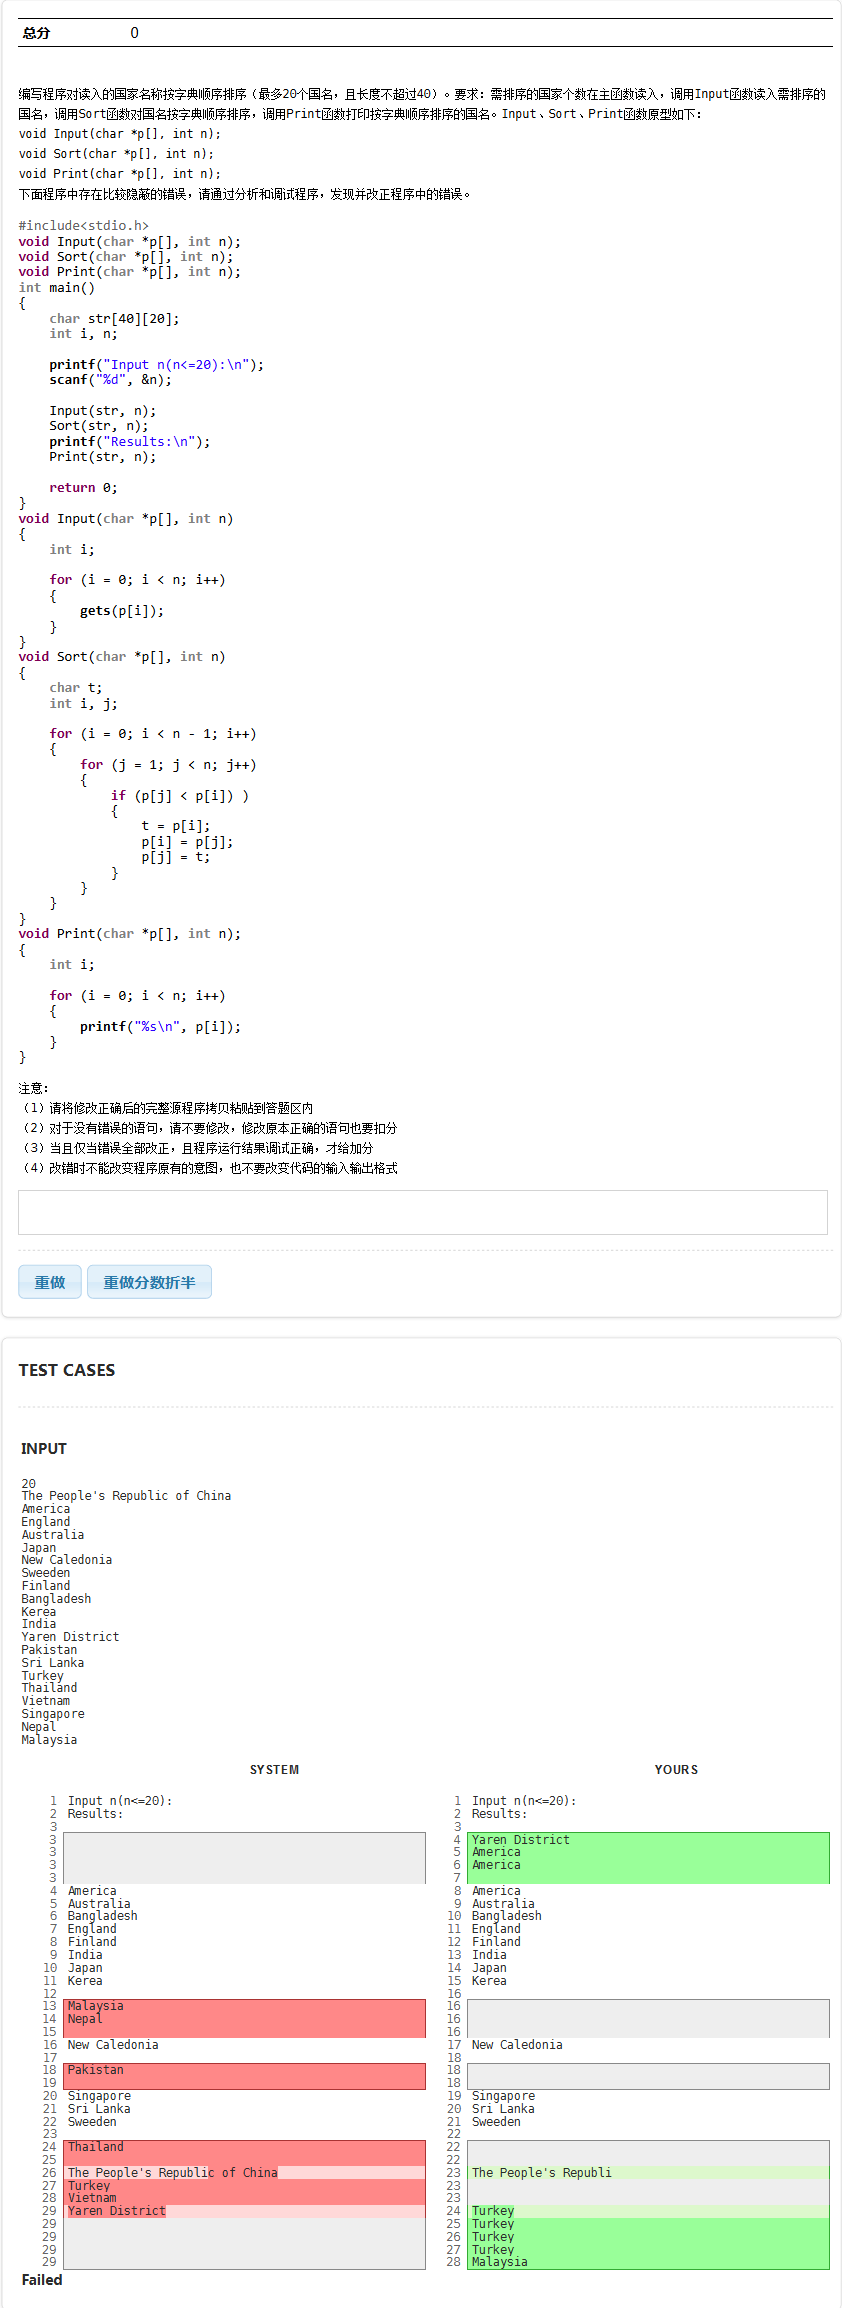 总分 0
编写程序对读入的国家名称按字典顺序排序（最多20个国名，且长度不超过40）。要求：需排序的国家个数在主函数读入，调用Input函数读入需排序的
国名，调用Sort函数对国名按字典顺序排序，调用Print函数打印按字典顺序排序的国名。Input、Sort、Print函数原型如下：
void Input(char *p[], int n);
void Sort(char *p[], int n);
void Print(char *p[], int n);
下面程序中存在比较隐蔽的错误，请通过分析和调试程序，发现并改正程序中的错误。
#include<stdio.h>
void Input(char *p[], int n);
void Sort(char *p[], int n);
void Print(char *p[], int n);
int main()
{
    char str[40][20];
    int i, n;

    printf("Input n(n<=20):\n");
    scanf("%d", &n);

    Input(str, n);
    Sort(str, n);
    printf("Results:\n");
    Print(str, n);

    return 0;
}
void Input(char *p[], int n)
{
    int i;

    for (i = 0; i < n; i++)
    {
        gets(p[i]);
    }
}
void Sort(char *p[], int n)
{
    char t;
    int i, j;

    for (i = 0; i < n - 1; i++)
    {
        for (j = 1; j < n; j++)
        {
            if (p[j] < p[i]) )
            {
                t = p[i];
                p[i] = p[j];
                p[j] = t;
            }
        }
    }
}
void Print(char *p[], int n);
{
    int i;

    for (i = 0; i < n; i++)
    {
        printf("%s\n", p[i]);
    }
}
注意：
（1）请将修改正确后的完整源程序拷贝粘贴到答题区内
（2）对于没有错误的语句，请不要修改，修改原本正确的语句也要扣分
（3）当且仅当错误全部改正，且程序运行结果调试正确，才给加分
（4）改错时不能改变程序原有的意图，也不要改变代码的输入输出格式
重做 重做分数折半
TEST CASES
INPUT
20
The People's Republic of China
America
England
Australia
Japan
New Caledonia
Sweeden
Finland
Bangladesh
Kerea
India
Yaren District
Pakistan
Sri Lanka
Turkey
Thailand
Vietnam
Singapore
Nepal
Malaysia
SYSTEM YOURS
1 Input n(n<=20): 1 Input n(n<=20):
2 Results: 2 Results:
3 3
3 4 Yaren District
3 5 America
3 6 America
3 7
4 America 8 America
5 Australia 9 Australia
6 Bangladesh 10 Bangladesh
7 England 11 England
8 Finland 12 Finland
9 India 13 India
10 Japan 14 Japan
11 Kerea 15 Kerea
12 16
13 Malaysia 16
14 Nepal 16
15 16
16 New Caledonia 17 New Caledonia
17 18
18 Pakistan 18
19 18
20 Singapore 19 Singapore
21 Sri Lanka 20 Sri Lanka
22 Sweeden 21 Sweeden
23 22
24 Thailand 22
25 22
26 The People's Republic of China 23 The People's Republi
27 Turkey 23
28 Vietnam 23
29 Yaren District 24 Turkey
29 25 Turkey
29 26 Turkey
29 27 Turkey
29 28 Malaysia
Failed